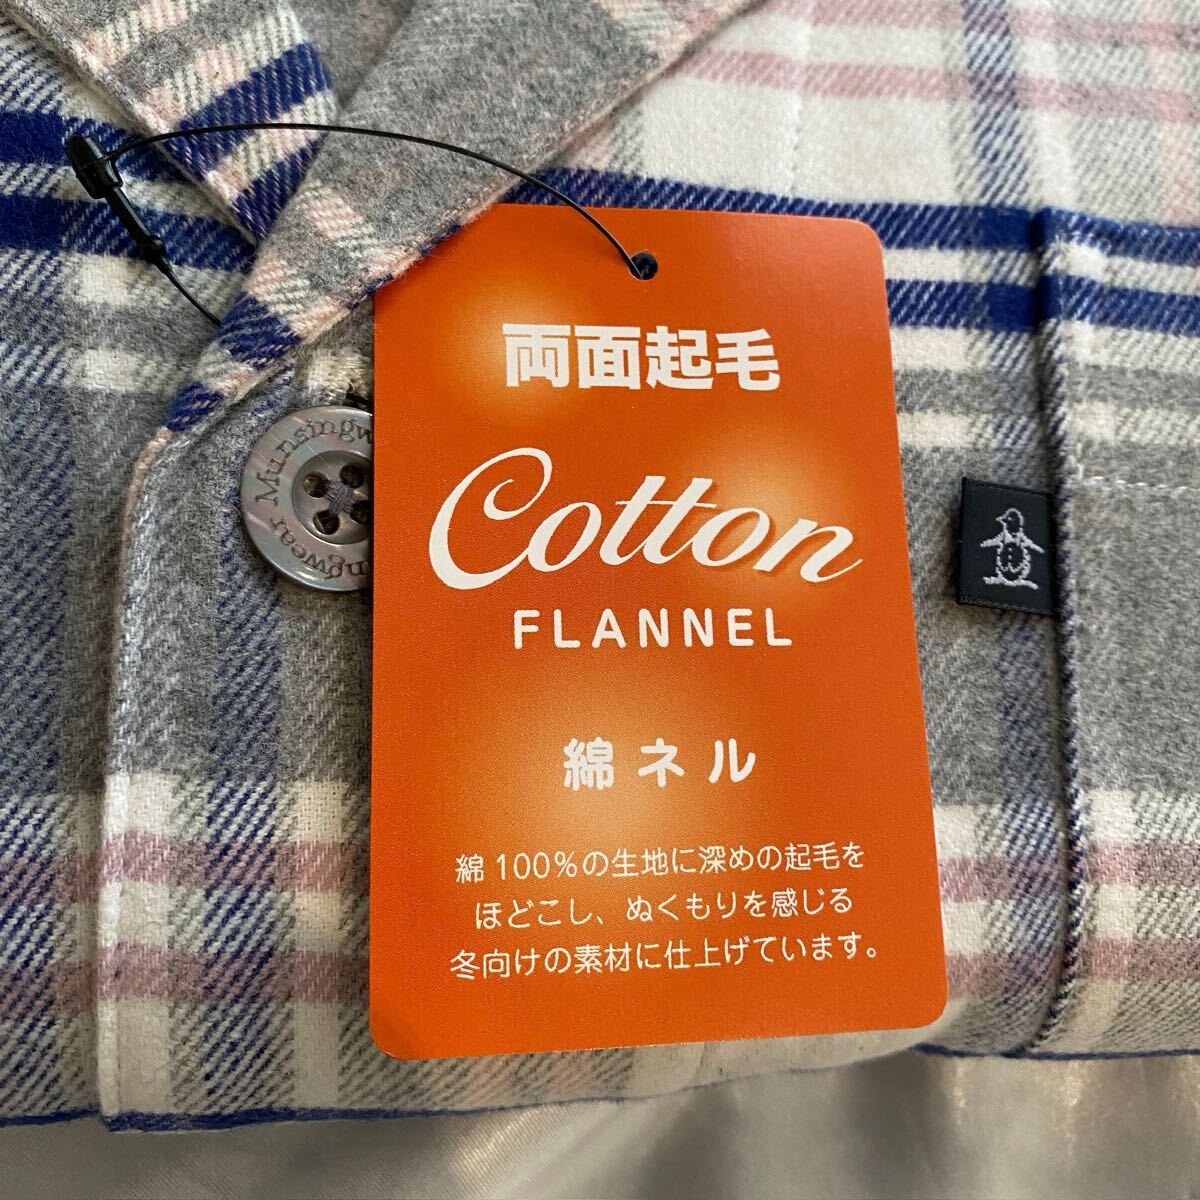 両面起毛
Cotton
FLANNEL
綿ネル
綿100%の生地に深めの起毛を
ほどこし、ぬくもりを感じる
冬向けの素材に仕上げています。
Munsingw
ngwear